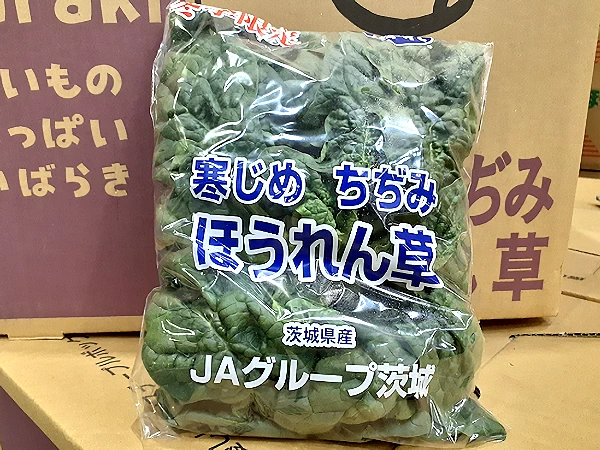 いもの
っぱい
ばらき
寒じめ ちぢみ
ほうれん草
茨城県産
JAグループ茨城
ぢみ
草